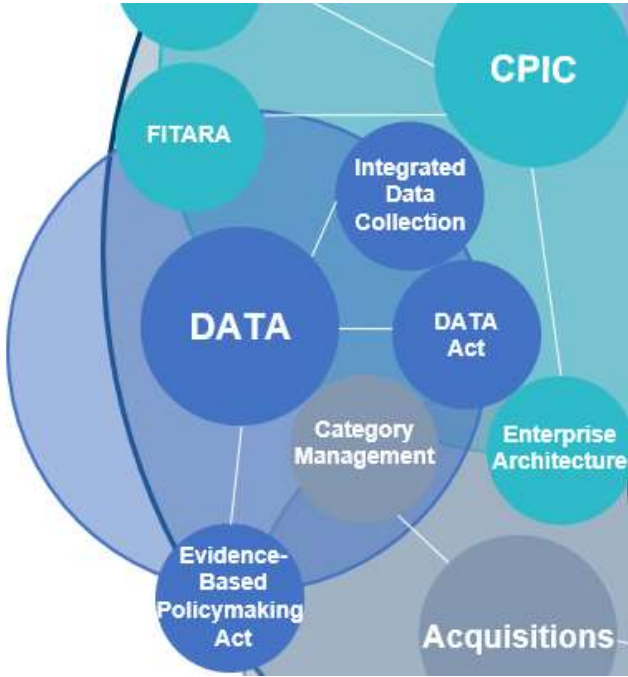 CPIC
FITARA
Integrated
Data
Collection
DATA
DATA
Act
Category
Management
Enterprise
Architecture
Evidence-
Based
Policymaking
Act
Acquisitions